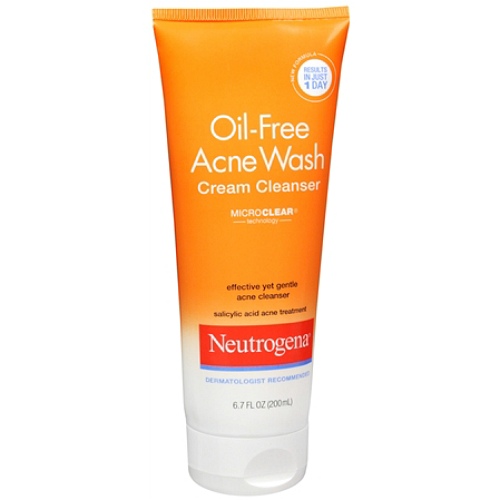 NEW FORMULA
RESULTS
IN JUST
1 DAY
Oil-Free
Acne Wash
Cream Cleanser
MICROCLEAR®
technology
effective yet gentle
acne cleanser
salicylic acid acne treatment
Neutrogena®
DERMATOLOGIST RECOMMENDED
6.7 FL OZ (200mL)